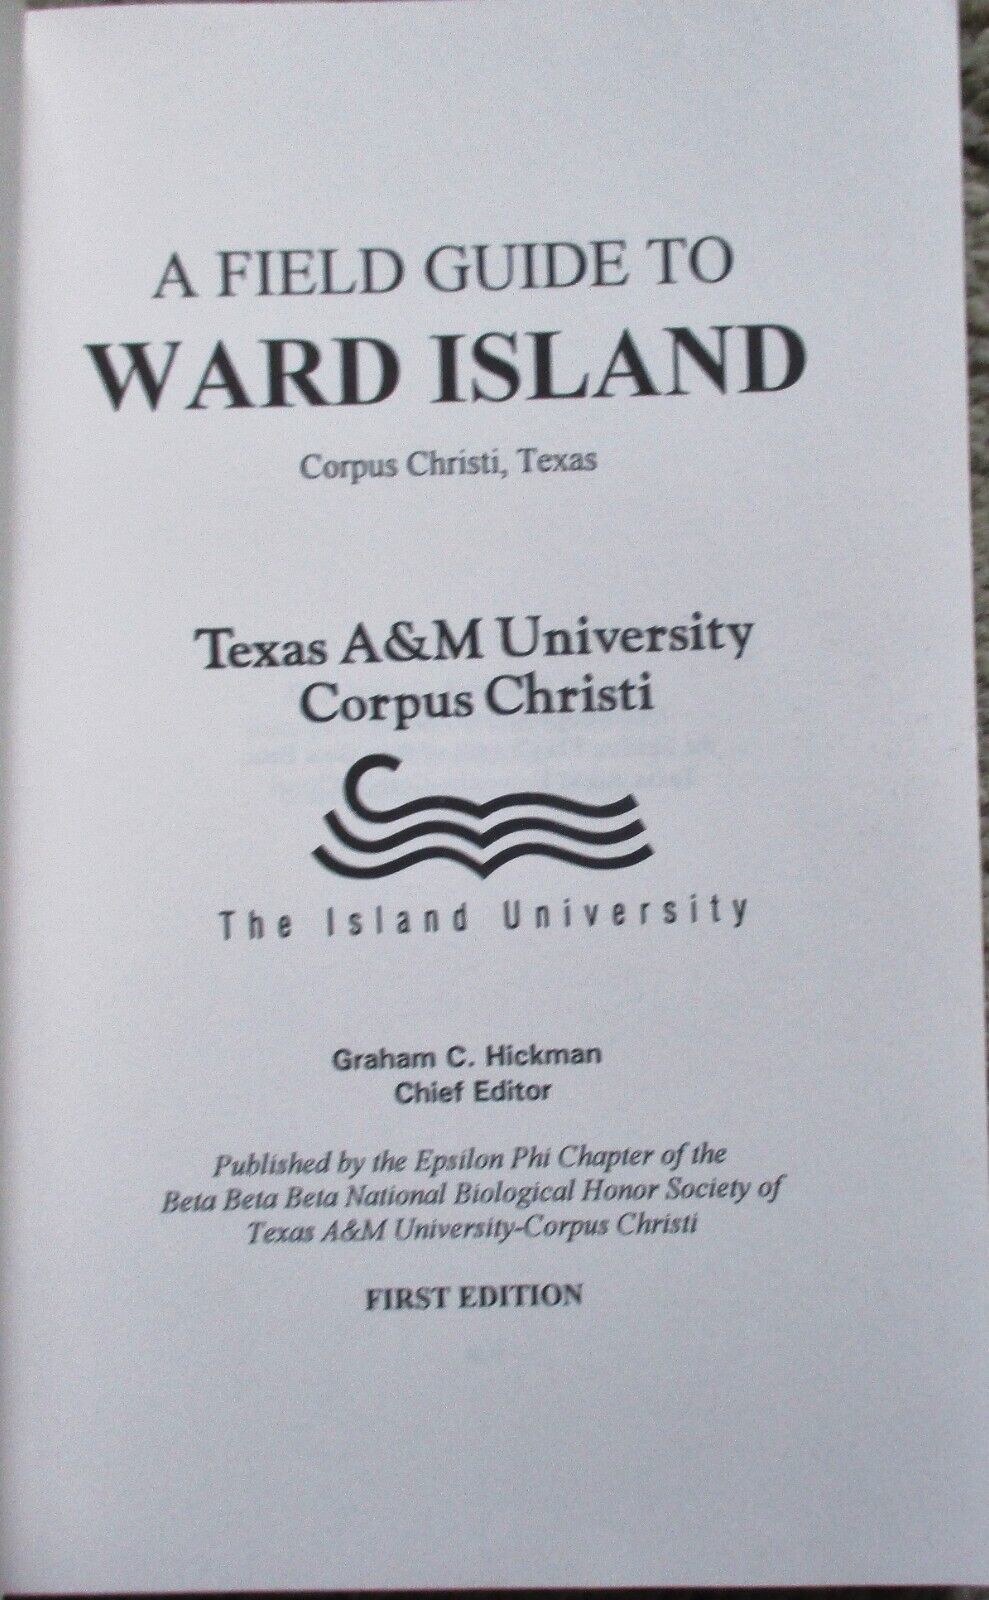 A FIELD GUIDE TO
WARD ISLAND
Corpus Christi, Texas
Texas A&M University
Corpus Christi
The Island University
Graham C. Hickman
Chief Editor
Published by the Epsilon Phi Chapter of the
Beta Beta Beta National Biological Honor Society of
Texas A&M University-Corpus Christi
FIRST EDITION